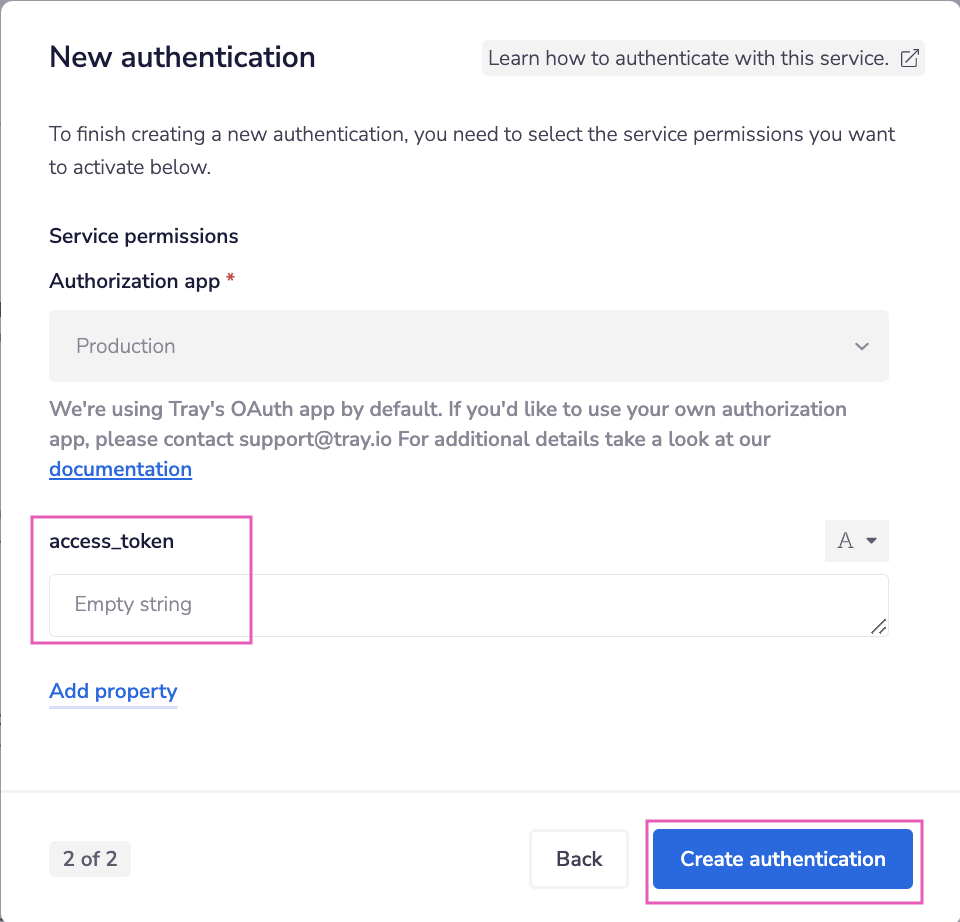 New authentication
Learn how to authenticate with this service.
To finish creating a new authentication, you need to select the service permissions you want
to activate below.
Service permissions
Authorization app *
Production
We're using Tray's OAuth app by default. If you'd like to use your own authorization
app, please contact support@tray.io For additional details take a look at our
documentation
access_token
A
Empty string
Add property
2 of 2
Back
Create authentication